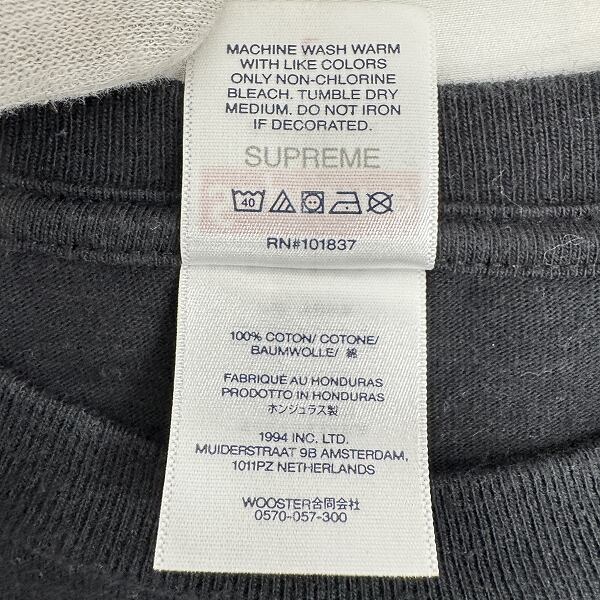 MACHINE WASH WARM
WITH LIKE COLORS
ONLY NON-CHLORINE
BLEACH. TUMBLE DRY
MEDIUM. DO NOT IRON
IF DECORATED.
SUPREME
40
RN#101837
100% COTON/ COTONE/
BAUMWOLLE/ 綿
FABRIQUÉ AU HONDURAS
PRODOTTO IN HONDURAS
ホンジュラス製
1994 INC. LTD.
MUIDERSTRAAT 9B AMSTERDAM,
1011PZ NETHERLANDS
WOOSTER合同会社
0570-057-300